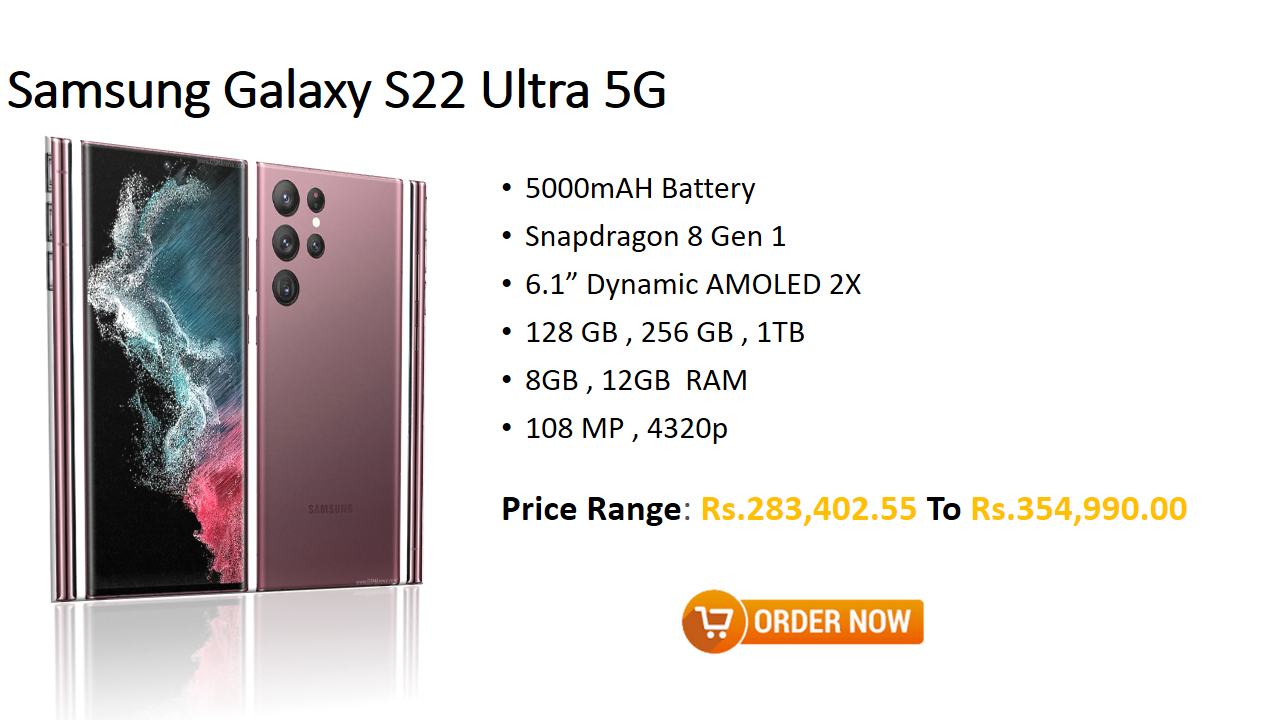 Samsung Galaxy S22 Ultra 5G
• 5000mAH Battery
• Snapdragon 8 Gen 1
• 6.1” Dynamic AMOLED 2X
• 128 GB , 256 GB , 1TB
• 8GB , 12GB  RAM
• 108 MP , 4320p
SAMSUNG
Price Range: Rs.283,402.55 To Rs.354,990.00
ORDER NOW